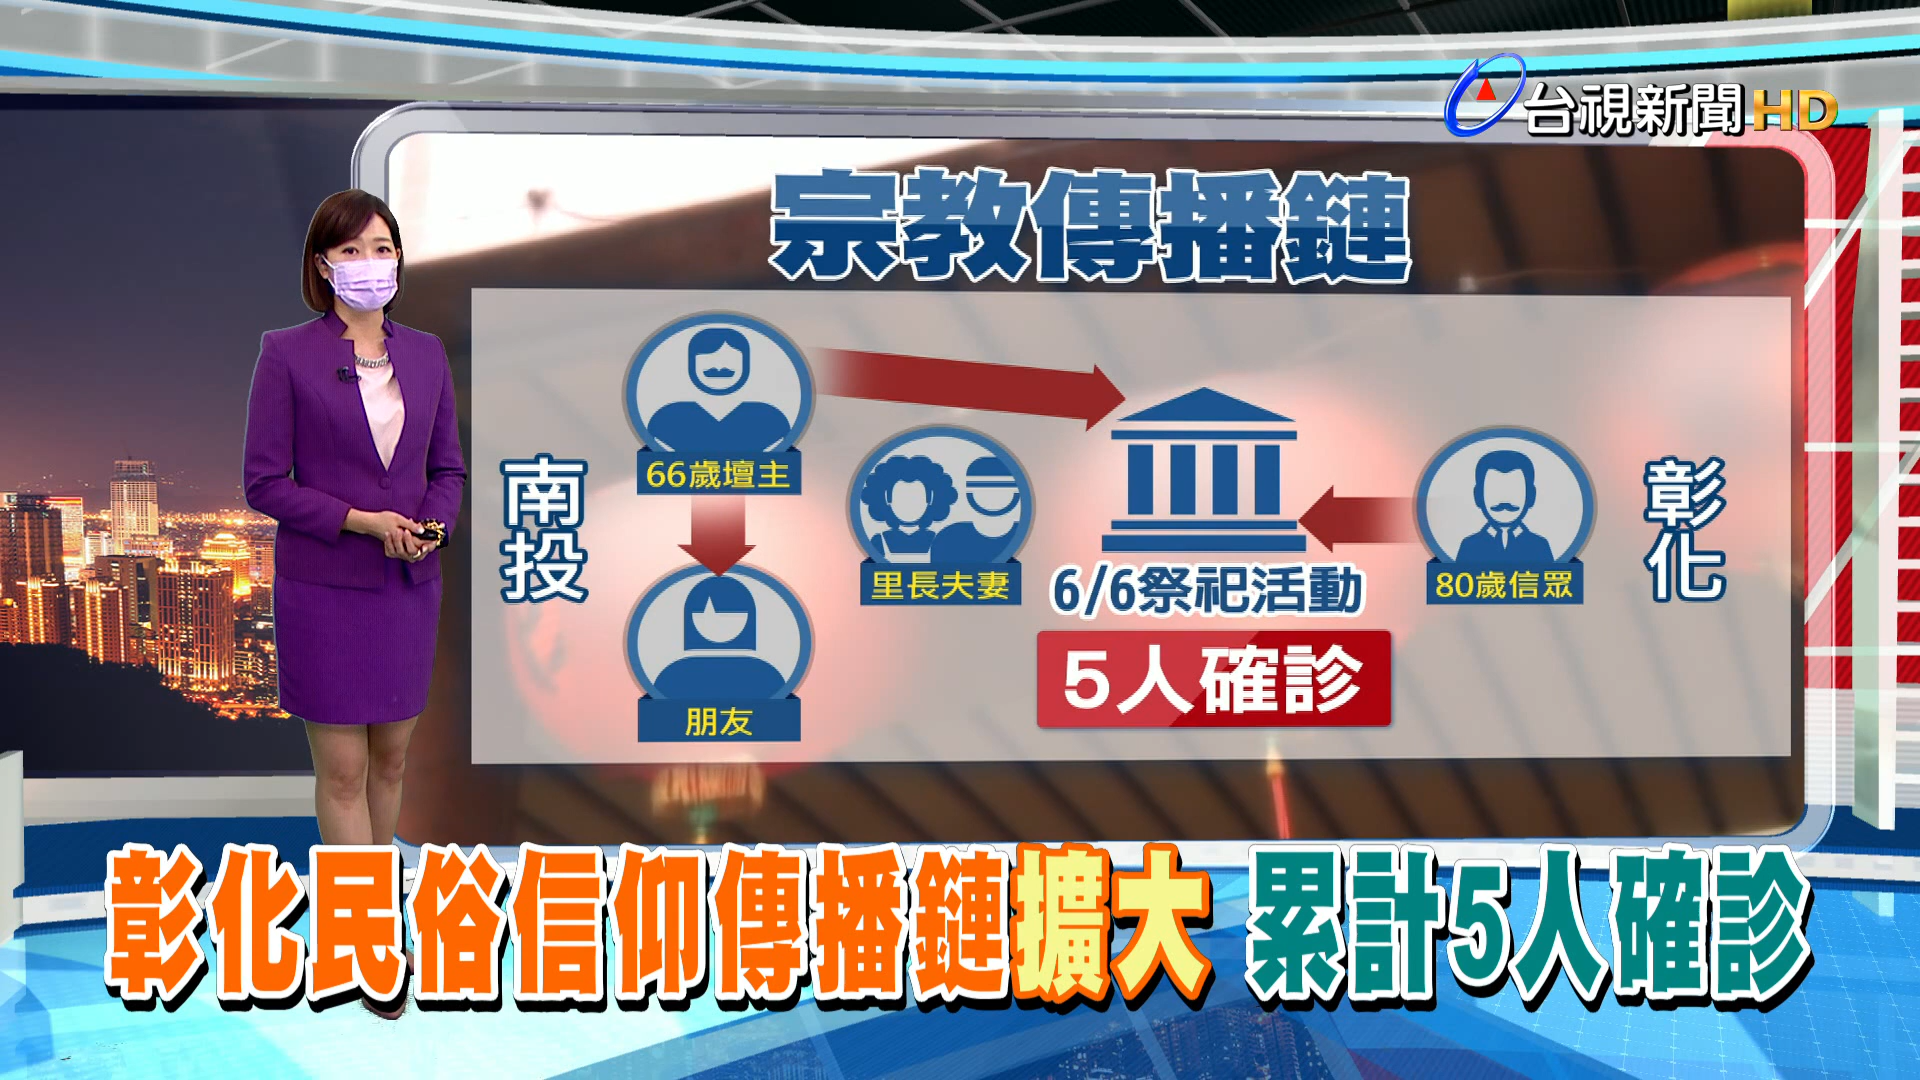 台視新聞HD
宗教傳播鏈
南投
66歲壇主
朋友
里長夫妻
6/6祭祀活動
5人確診
80歲信眾
彰化
彰化民俗信仰傳播鏈擴大 累計5人確診